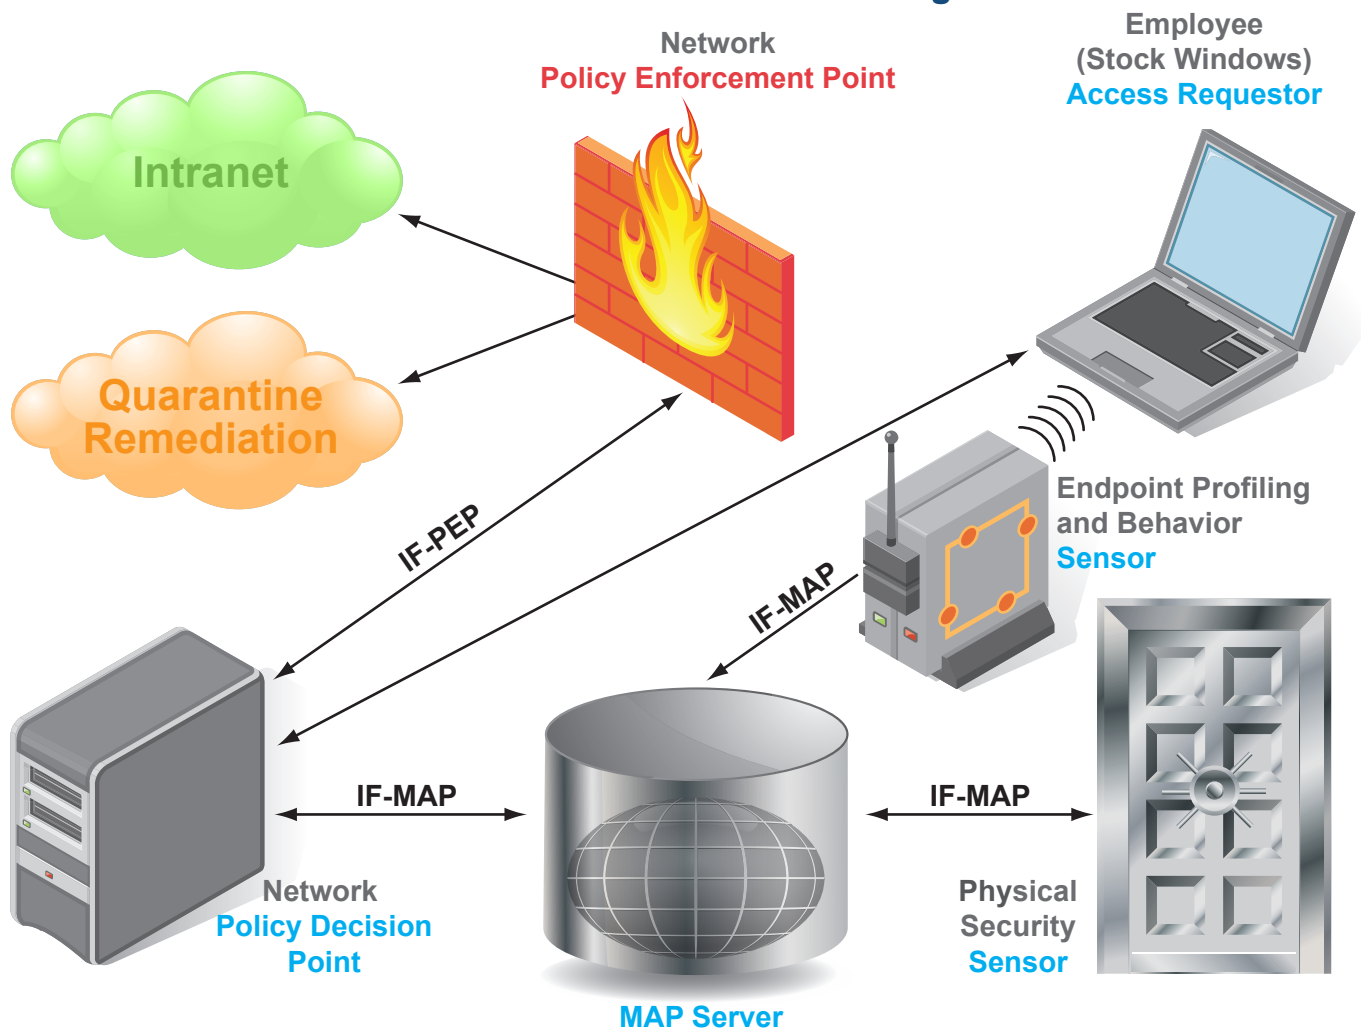 Network
Policy Enforcement Point
Employee
(Stock Windows)
Access Requestor
Intranet
Quarantine
Remediation
IF-PEP
Endpoint Profiling
and Behavior
Sensor
IF-MAP
IF-MAP
IF-MAP
Network
Policy Decision
Point
MAP Server
Physical
Security
Sensor